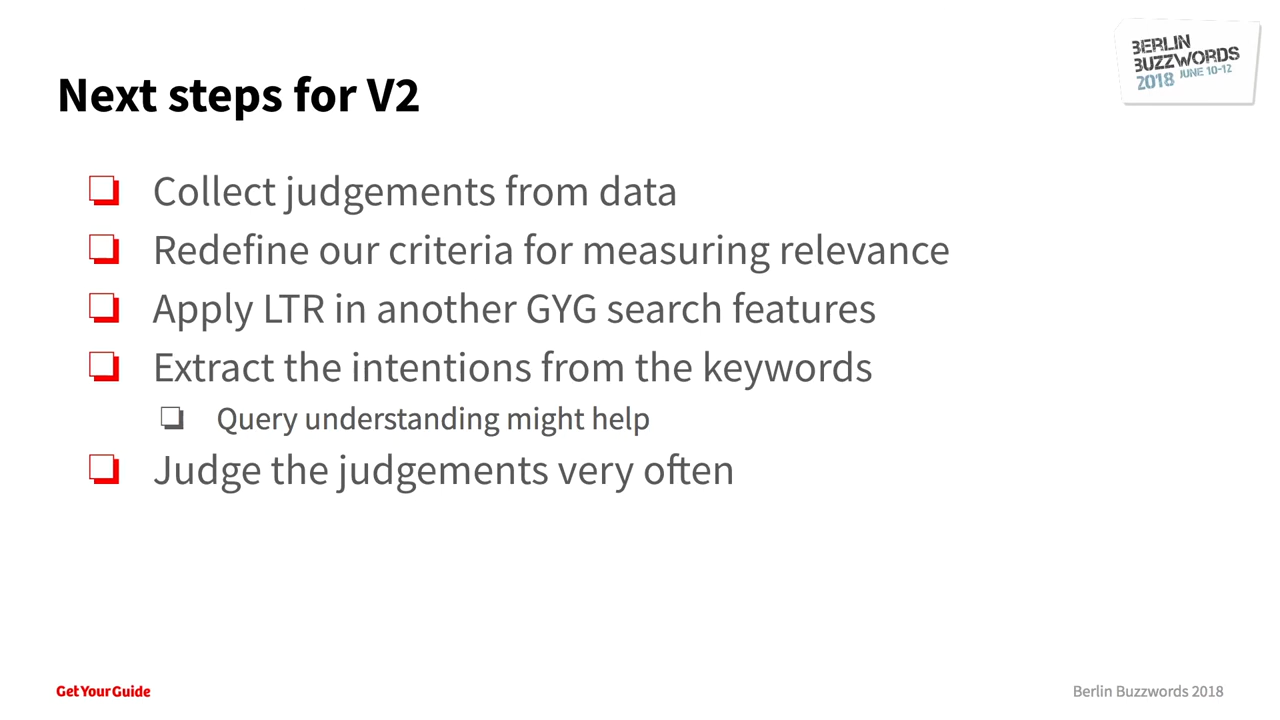 BERLIN
BUZZWORDS
2018 JUNE 10-12
Next steps for V2
❏ Collect judgements from data
❏ Redefine our criteria for measuring relevance
❏ Apply LTR in another GYG search features
❏ Extract the intentions from the keywords
❏ Query understanding might help
❏ Judge the judgements very often
GetYourGuide
Berlin Buzzwords 2018